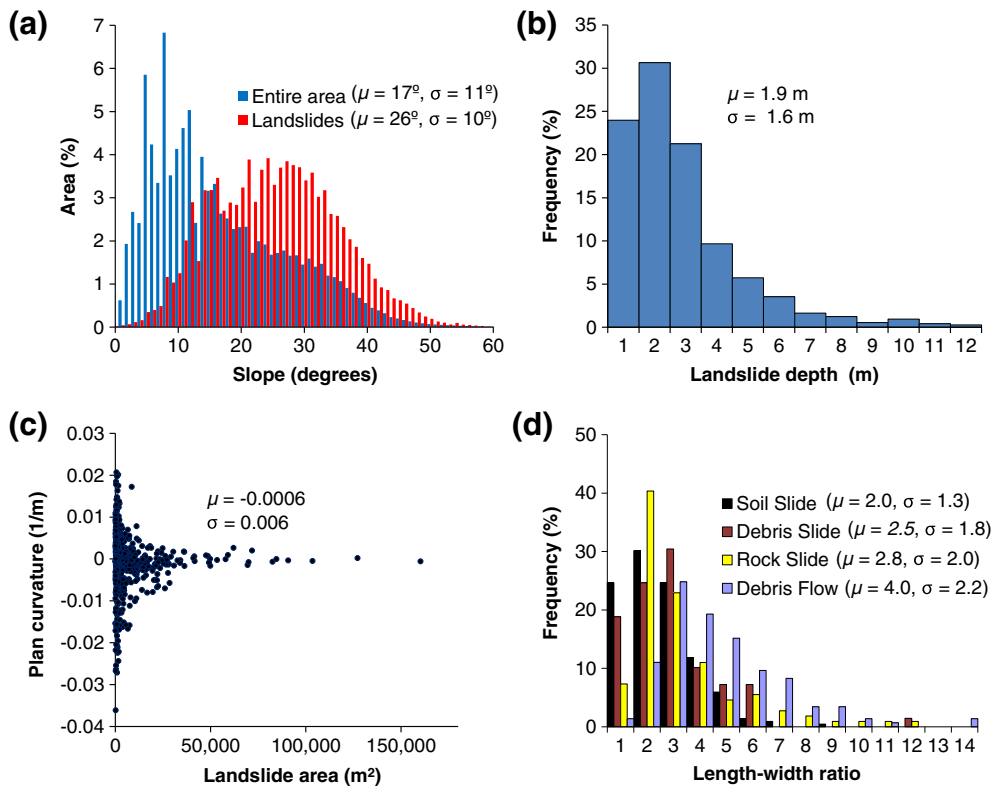 (a)
7
6
5
4
3
2
1
0
Area (%)
Entire area (μ = 17º, σ = 11º)
Landslides (μ = 26º, σ = 10º)
0 10 20 30 40 50 60
Slope (degrees)
(b)
35
30
25
20
15
10
5
0
Frequency (%)
μ = 1.9 m
σ = 1.6 m
1 2 3 4 5 6 7 8 9 10 11 12
Landslide depth (m)
(c)
0.03
0.02
0.01
0
-0.01
-0.02
-0.03
-0.04
Plan curvature (1/m)
μ = -0.0006
σ = 0.006
0 50,000 100,000 150,000
Landslide area (m²)
(d)
50
40
30
20
10
0
Frequency (%)
Soil Slide (μ = 2.0, σ = 1.3)
Debris Slide (μ = 2.5, σ = 1.8)
Rock Slide (μ = 2.8, σ = 2.0)
Debris Flow (μ = 4.0, σ = 2.2)
1 2 3 4 5 6 7 8 9 10 11 12 13 14
Length-width ratio